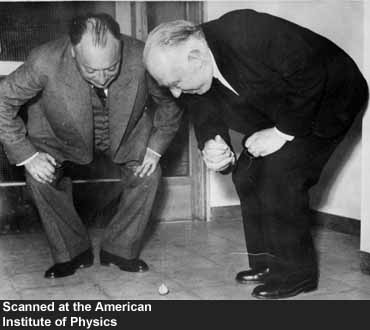 Scanned at the American
Institute of Physics